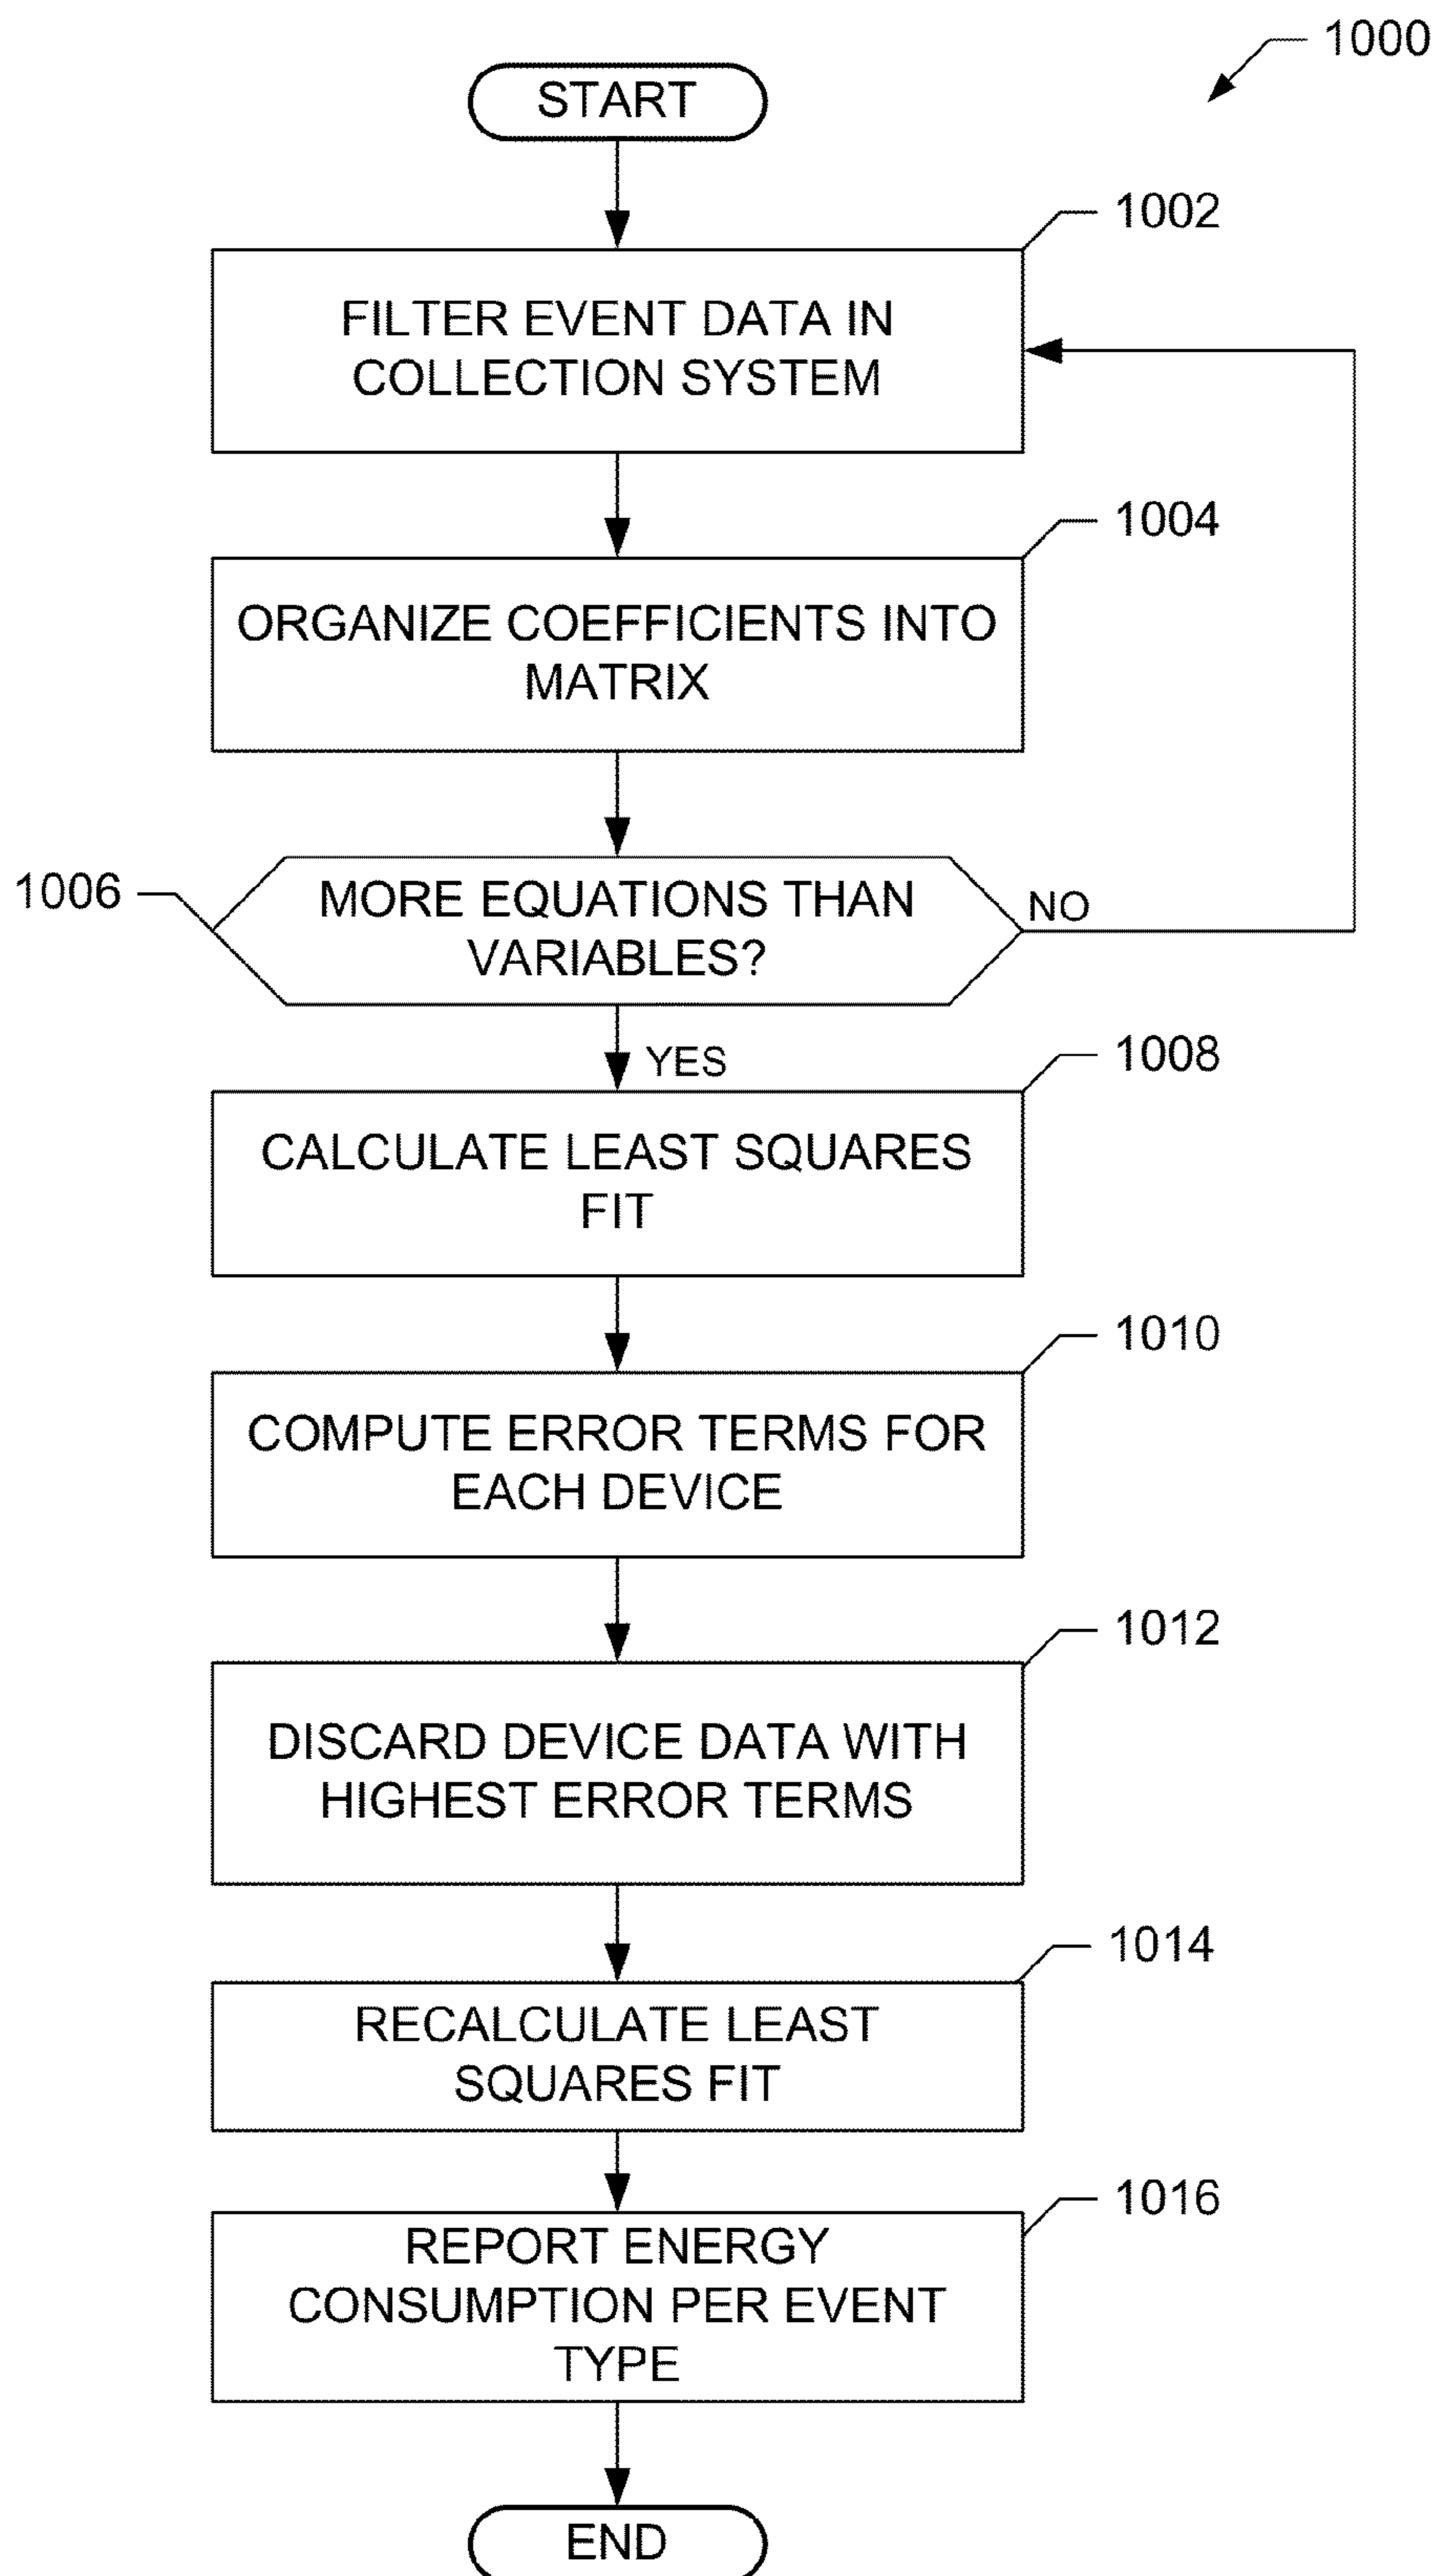 1000
START
1002
FILTER EVENT DATA IN
COLLECTION SYSTEM
1004
ORGANIZE COEFFICIENTS INTO
MATRIX
1006
MORE EQUATIONS THAN
VARIABLES?
NO
YES
1008
CALCULATE LEAST SQUARES
FIT
1010
COMPUTE ERROR TERMS FOR
EACH DEVICE
1012
DISCARD DEVICE DATA WITH
HIGHEST ERROR TERMS
1014
RECALCULATE LEAST
SQUARES FIT
1016
REPORT ENERGY
CONSUMPTION PER EVENT
TYPE
END